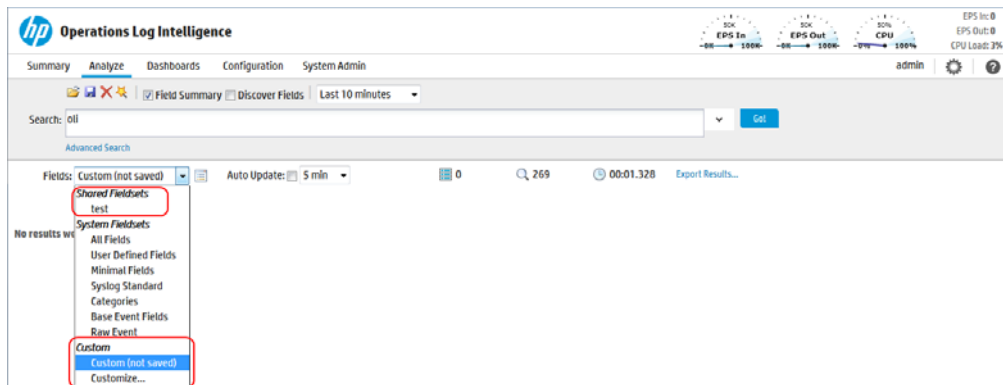 hp Operations Log Intelligence
50K 50K 50% EPS In: 0
EPS In EPS Out CPU EPS Out: 0
0K 100K 0K 100K 0% 100% CPU Load: 3%
Summary Analyze Dashboards Configuration System Admin admin
Field Summary Discover Fields Last 10 minutes
Search: oli Go!
Advanced Search
Fields: Custom (not saved) Auto Update: 5 min 0 269 00:01.328 Export Results...
Shared Fieldsets
test
System Fieldsets
No results we
All Fields
User Defined Fields
Minimal Fields
Syslog Standard
Categories
Base Event Fields
Raw Event
Custom
Custom (not saved)
Customize...